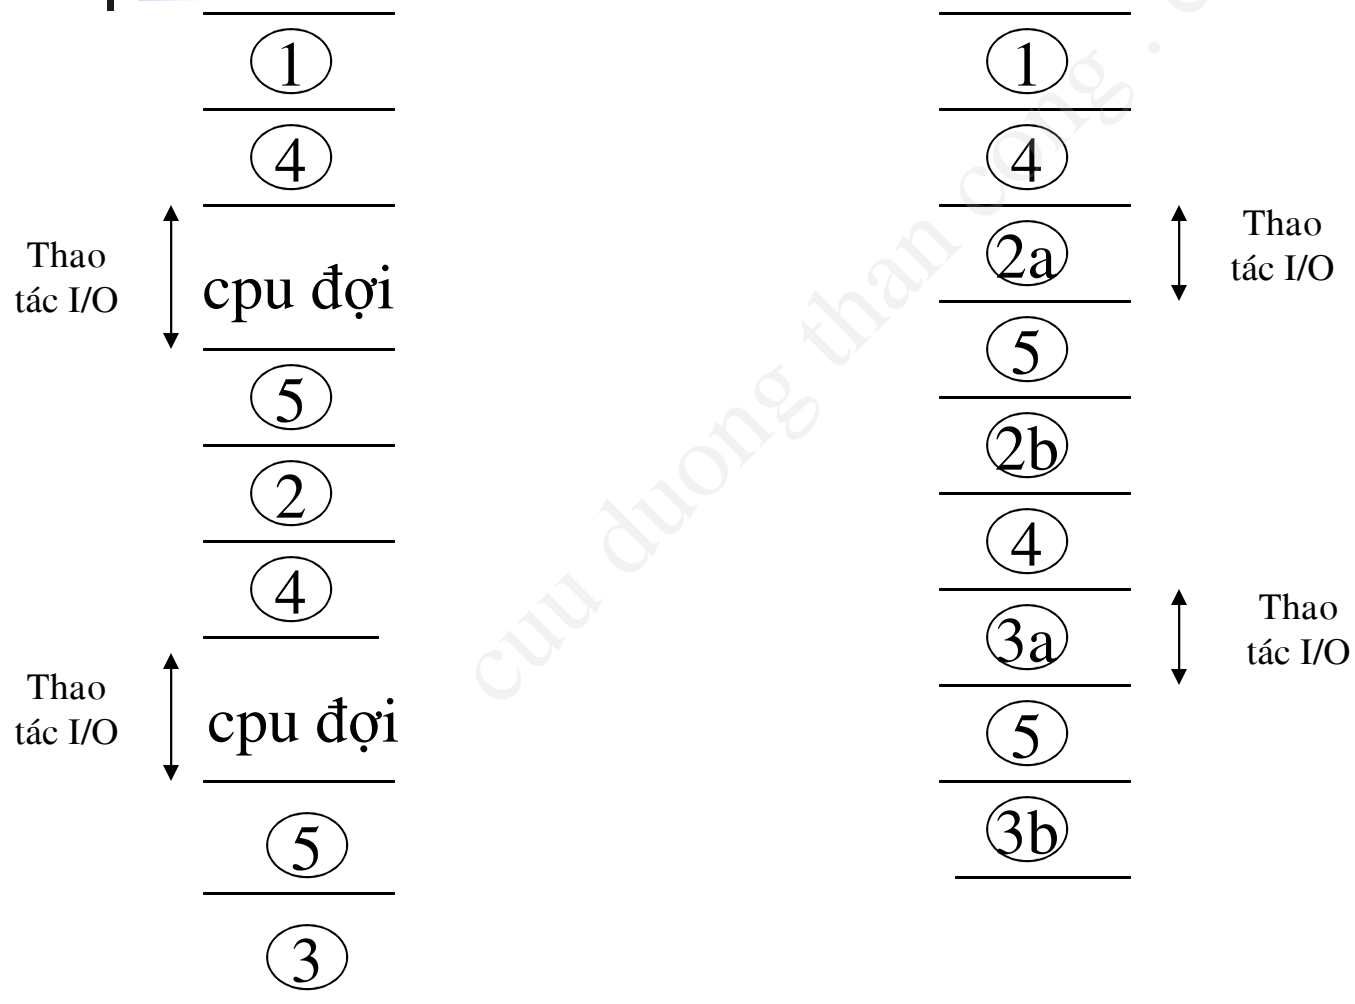 1
4
Thao
tác I/O
cpu đợi
5
2
4
Thao
tác I/O
cpu đợi
5
3
1
4
2a
Thao
tác I/O
5
2b
4
3a
Thao
tác I/O
5
3b
cuu duong than cong .